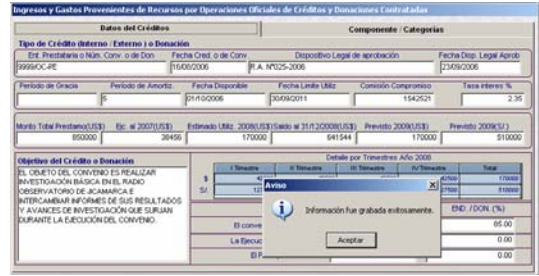 Ingresos y Gastos Provenientes de Recursos por Operaciones Oficiales de Créditos y Donaciones Contratadas
Datos del Créditos Componente / Categorias
Tipo de Crédito (Interno / Externo ) o Donación
Ent. Prestataria o Núm. Conv. o de Don Fecha Cred. o de Conv. Dispositivo Legal de aprobación Fecha Disp. Legal Aprob
9999/OC-PE 16/08/2006 R.A. N°025-2006 23/09/2006
Período de Gracia Período de Amortiz. Fecha Disponible Fecha Limite Utiliz Comisión Compromiso Tasa interes %
5 01/10/2006 30/09/2011 1542521 2.35
Monto Total Prestamo(US$) Ejc. al 2007(US$) Estimado Utiliz. 2008(US$) Saldo al 31/12/2008(US$) Previsto 2009(US$) Previsto 2009(S/.)
850000 38456 170000 641544 170000 510000
Objetivo del Crédito o Donación
EL OBJETO DEL CONVENIO ES REALIZAR
INVESTIGACIÓN BÁSICA EN EL RADIO
OBSERVATORIO DE JICAMARCA E
INTERCAMBIAR INFORMES DE SUS RESULTADOS
Y AVANCES DE INVESTIGACIÓN QUE SURJAN
DURANTE LA EJECUCIÓN DEL CONVENIO.
Detalle por Trimestres Año 2008
I Trimestre II Trimestre III Trimestre IV Trimestre Total
$ 42500 170000
S/. 127500 510000
Aviso
Información fue grabada exitosamente.
Aceptar
END. / DON. (%)
El conve 85.00
La Ejecuc 0.00
El P 0.00